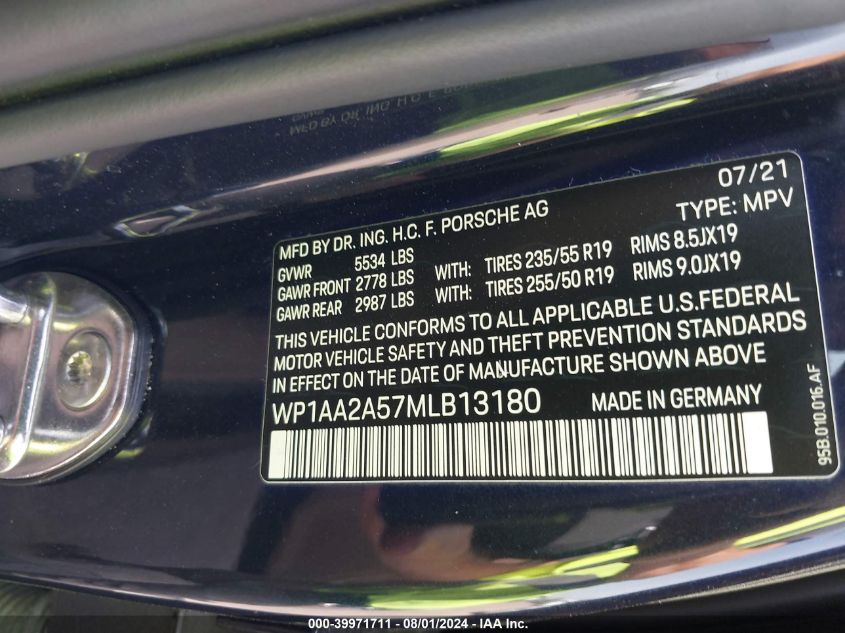 07/21
MFD BY DR. ING. H.C. F. PORSCHE AG TYPE: MPV
GVWR 5534 LBS
GAWR FRONT 2778 LBS WITH: TIRES 235/55 R19 RIMS 8.5JX19
GAWR REAR 2987 LBS WITH: TIRES 255/50 R19 RIMS 9.0JX19
THIS VEHICLE CONFORMS TO ALL APPLICABLE U.S.FEDERAL
MOTOR VEHICLE SAFETY AND THEFT PREVENTION STANDARDS
IN EFFECT ON THE DATE OF MANUFACTURE SHOWN ABOVE
WP1AA2A57MLB13180 MADE IN GERMANY
95B.010.016.AF
000-39971711 - 08/01/2024 - IAA Inc.